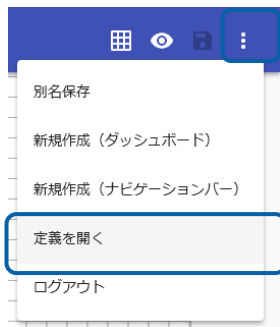 別名保存
新規作成（ダッシュボード）
新規作成（ナビゲーションバー）
定義を開く
ログアウト